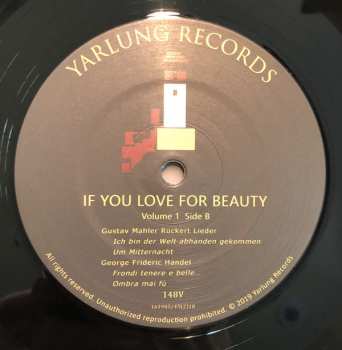 YARLUNG RECORDS
IF YOU LOVE FOR BEAUTY
Volume 1 Side B
Gustav Mahler Rückert Lieder
Ich bin der Welt abhanden gekommen
Um Mitternacht
George Frideric Handel
Frondi tenere e belle...
Ombra mai fù
148V
All rights reserved. Unauthorized reproduction prohibited. © 2019 Yarlung Records